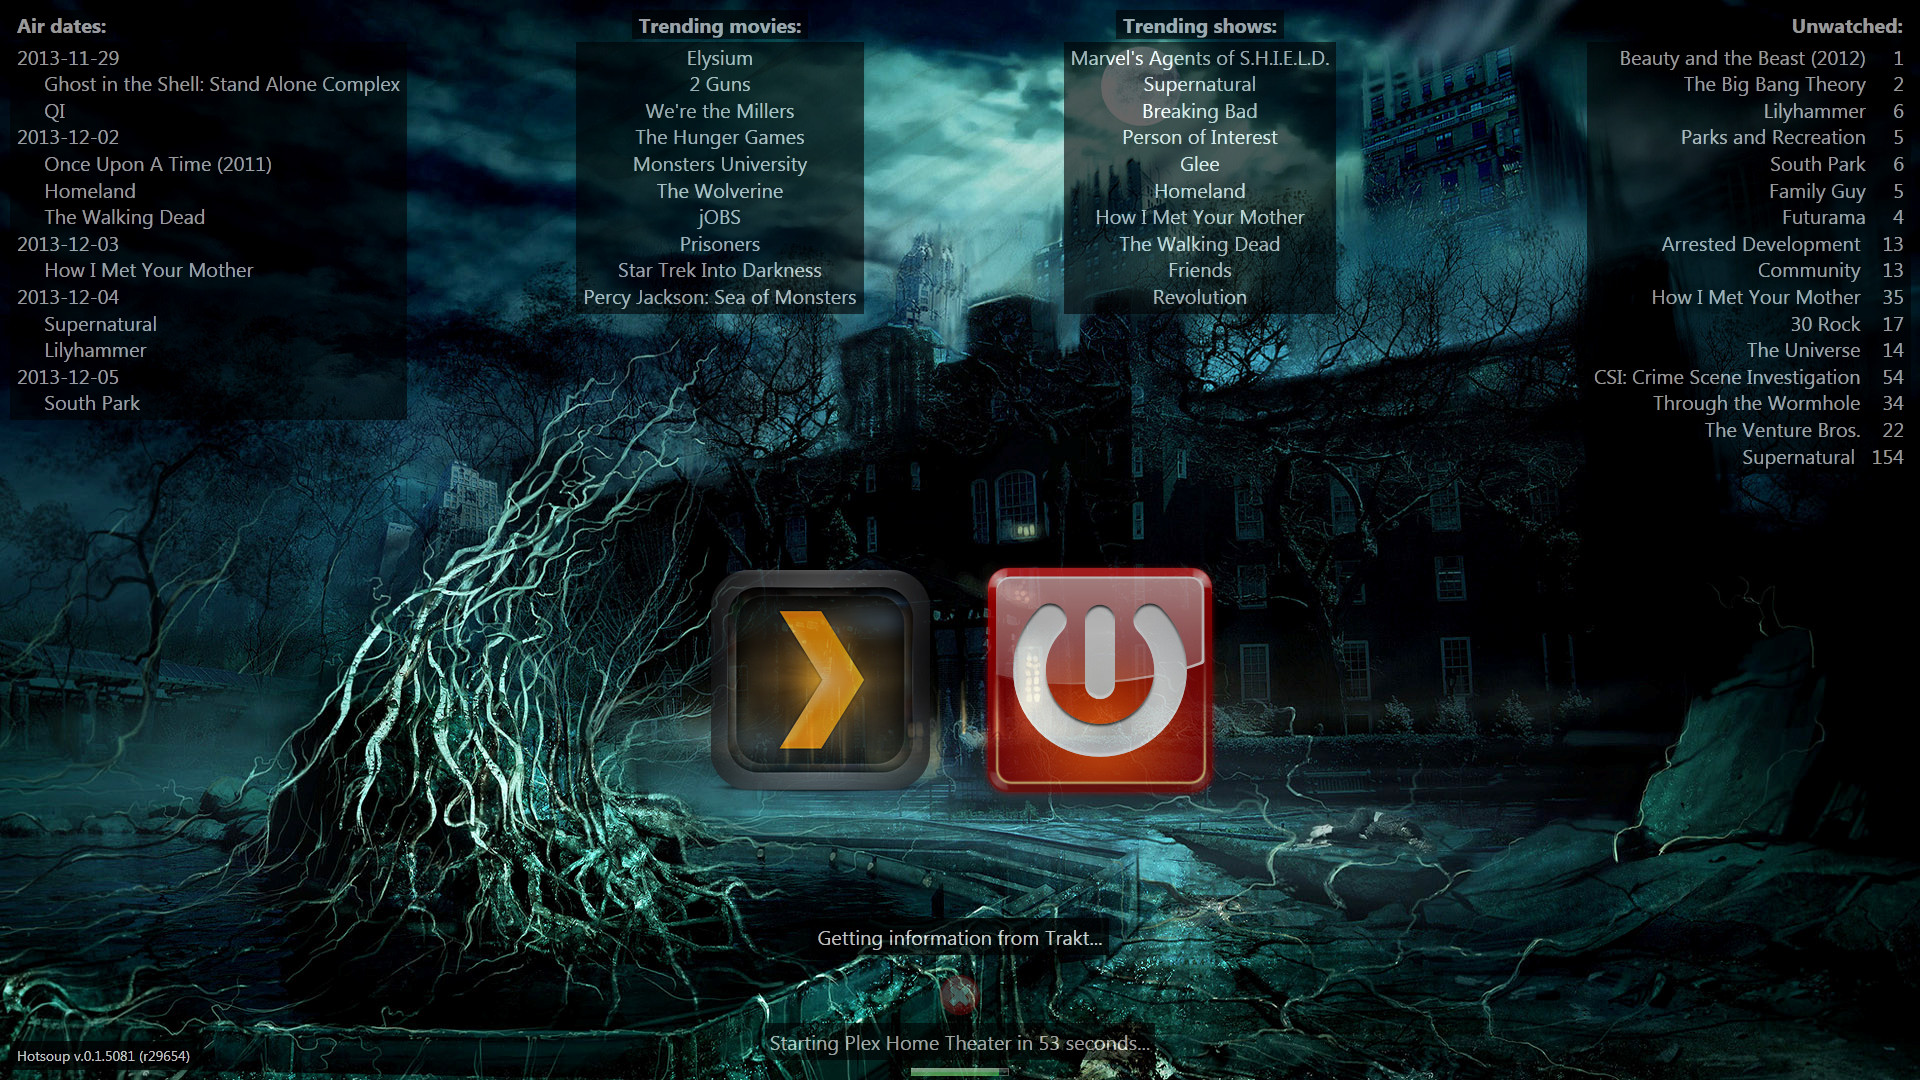 Air dates:
2013-11-29
Ghost in the Shell: Stand Alone Complex
QI
2013-12-02
Once Upon A Time (2011)
Homeland
The Walking Dead
2013-12-03
How I Met Your Mother
2013-12-04
Supernatural
Lilyhammer
2013-12-05
South Park
Trending movies:
Elysium
2 Guns
We're the Millers
The Hunger Games
Monsters University
The Wolverine
jOBS
Prisoners
Star Trek Into Darkness
Percy Jackson: Sea of Monsters
Trending shows:
Marvel's Agents of S.H.I.E.L.D.
Supernatural
Breaking Bad
Person of Interest
Glee
Homeland
How I Met Your Mother
The Walking Dead
Friends
Revolution
Unwatched:
Beauty and the Beast (2012) 1
The Big Bang Theory 2
Lilyhammer 6
Parks and Recreation 5
South Park 6
Family Guy 5
Futurama 4
Arrested Development 13
Community 13
How I Met Your Mother 35
30 Rock 17
The Universe 14
CSI: Crime Scene Investigation 54
Through the Wormhole 34
The Venture Bros. 22
Supernatural 154
Getting information from Trakt...
Starting Plex Home Theater in 53 seconds...
Hotsoup v.0.1.5081 (r29654)